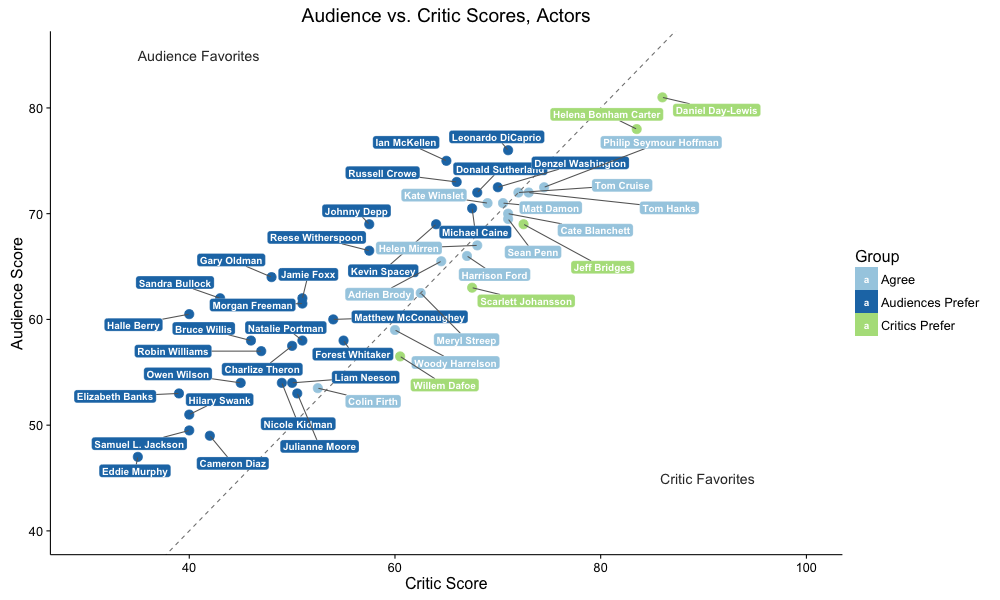 Audience vs. Critic Scores, Actors
Audience Favorites
80
Daniel Day-Lewis
Helena Bonham Carter
Leonardo DiCaprio
Ian McKellen
Philip Seymour Hoffman
Denzel Washington
Donald Sutherland
Russell Crowe
Tom Cruise
Kate Winslet
70
Johnny Depp
Matt Damon
Tom Hanks
Michael Caine
Cate Blanchett
Reese Witherspoon
Helen Mirren
Sean Penn
Gary Oldman
Kevin Spacey
Jeff Bridges
Jamie Foxx
Harrison Ford
Sandra Bullock
Adrien Brody
Scarlett Johansson
Morgan Freeman
60
Halle Berry
Bruce Willis
Natalie Portman
Matthew McConaughey
Meryl Streep
Robin Williams
Forest Whitaker
Woody Harrelson
Owen Wilson
Charlize Theron
Liam Neeson
Willem Dafoe
Elizabeth Banks
Hilary Swank
Colin Firth
50
Nicole Kidman
Samuel L. Jackson
Julianne Moore
Eddie Murphy
Cameron Diaz
Critic Favorites
40
40
60
80
100
Critic Score
Audience Score
Group
a Agree
a Audiences Prefer
a Critics Prefer